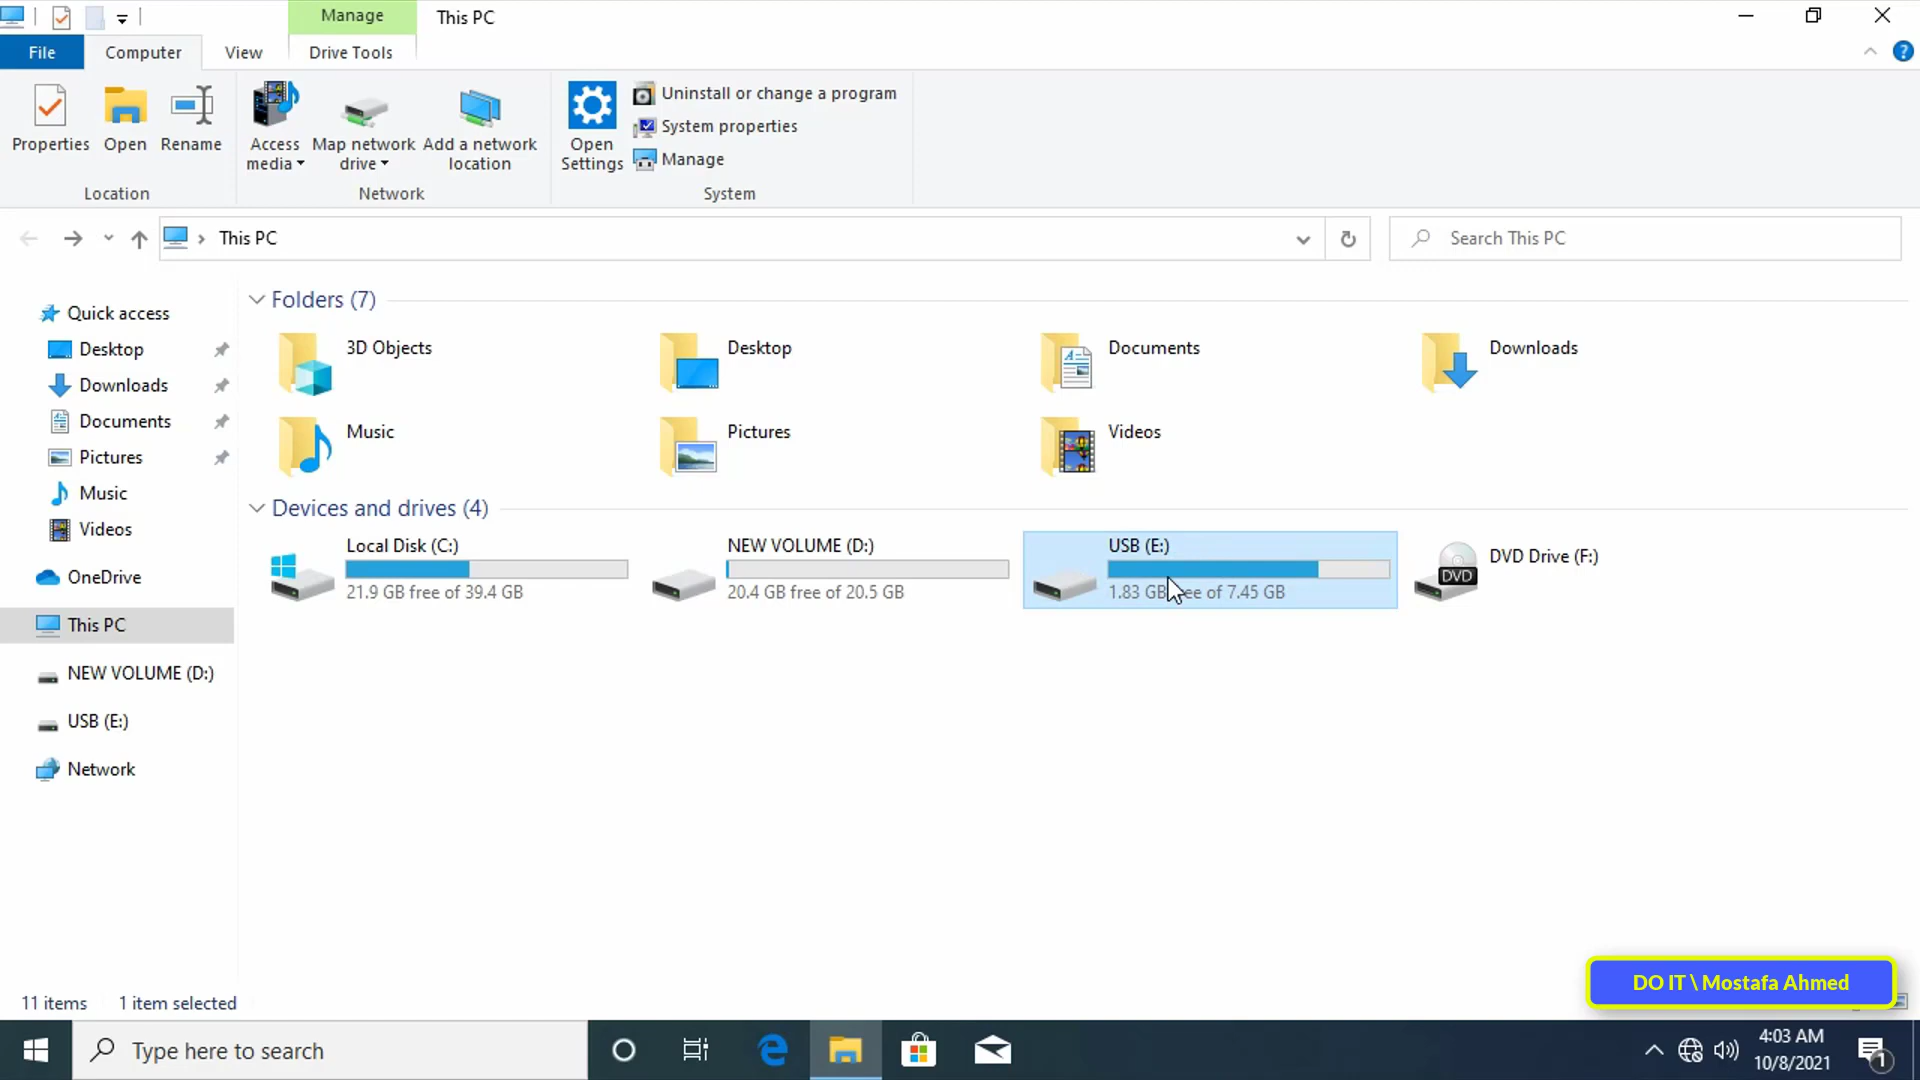 Manage
This PC
File
Computer
View
Drive Tools
Properties
Open
Rename
Access media
Map network drive
Add a network location
Open Settings
Uninstall or change a program
System properties
Manage
Location
Network
System
This PC
Search This PC
Quick access
Desktop
Downloads
Documents
Pictures
Music
Videos
OneDrive
This PC
NEW VOLUME (D:)
USB (E:)
Network
Folders (7)
3D Objects
Desktop
Documents
Downloads
Music
Pictures
Videos
Devices and drives (4)
Local Disk (C:)
21.9 GB free of 39.4 GB
NEW VOLUME (D:)
20.4 GB free of 20.5 GB
USB (E:)
1.83 GB free of 7.45 GB
DVD
DVD Drive (F:)
DO IT \ Mostafa Ahmed
11 items
1 item selected
Type here to search
4:03 AM
10/8/2021
1